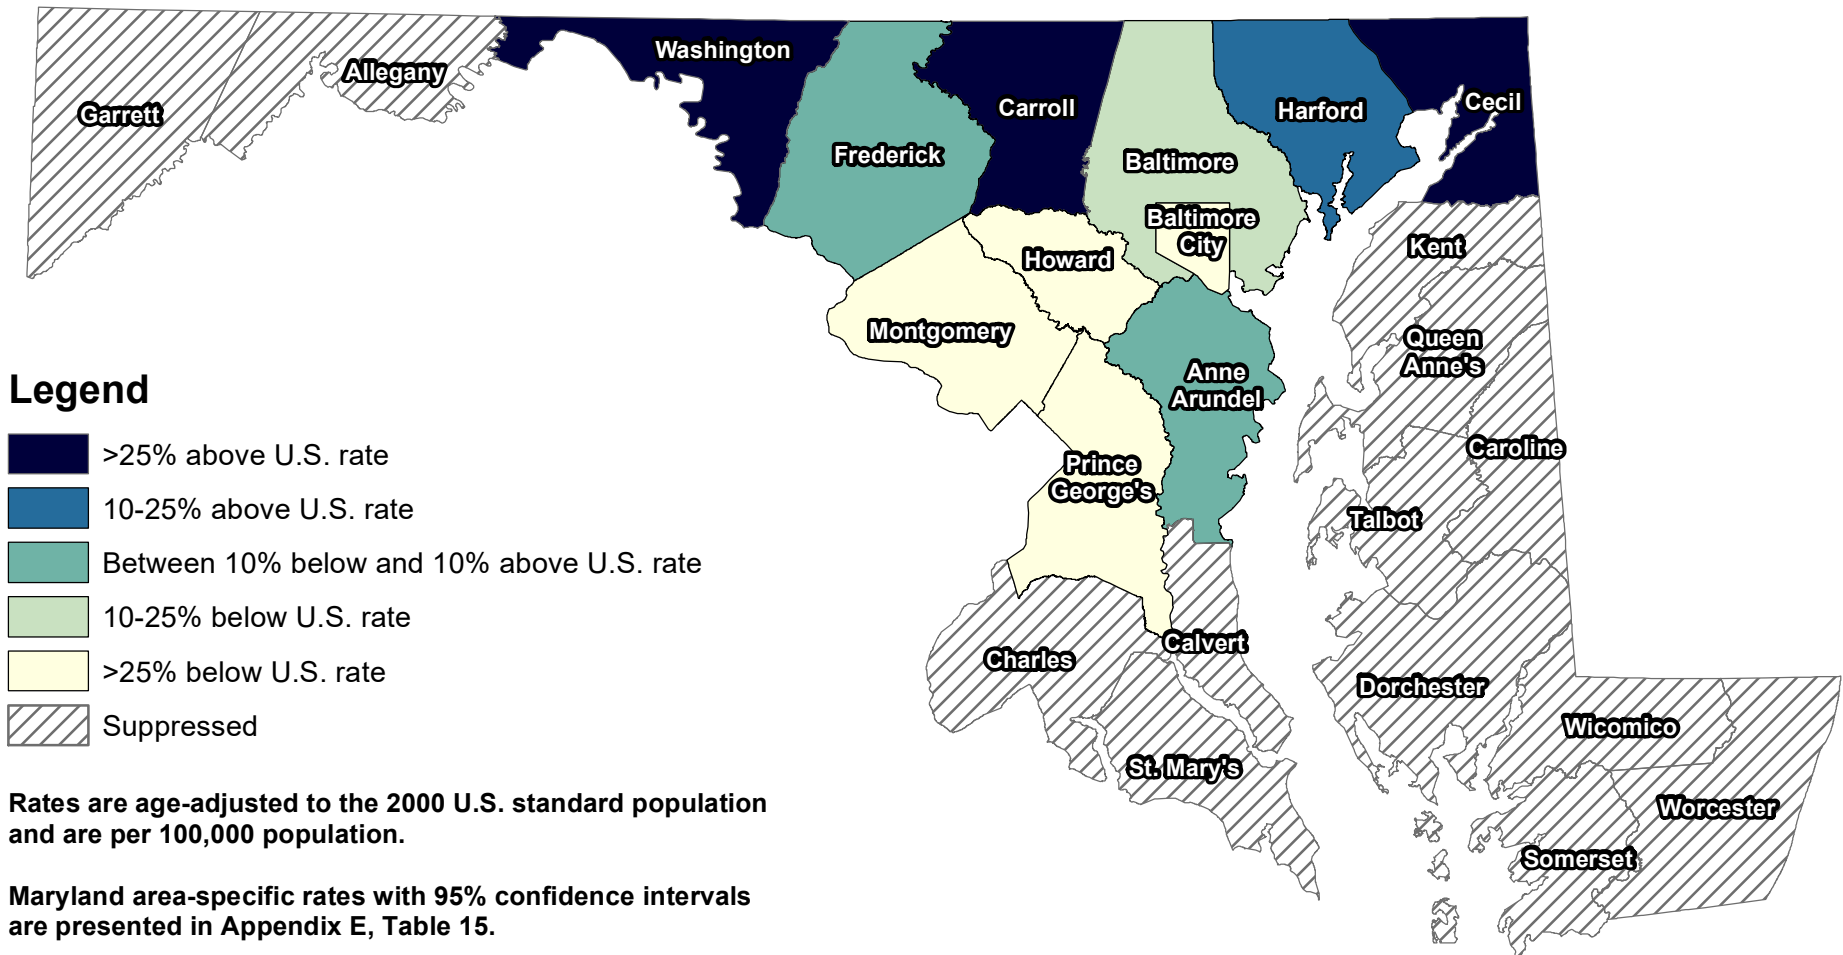 Washington
Allegany
Garrett
Carroll
Harford
Cecil
Frederick
Baltimore
Baltimore
City
Howard
Kent
Montgomery
Queen
Anne's
Anne
Arundel
Caroline
Prince
George's
Talbot
Charles
Calvert
Dorchester
Wicomico
St. Mary's
Worcester
Somerset
Legend
>25% above U.S. rate
10-25% above U.S. rate
Between 10% below and 10% above U.S. rate
10-25% below U.S. rate
>25% below U.S. rate
Suppressed
Rates are age-adjusted to the 2000 U.S. standard population
and are per 100,000 population.
Maryland area-specific rates with 95% confidence intervals
are presented in Appendix E, Table 15.